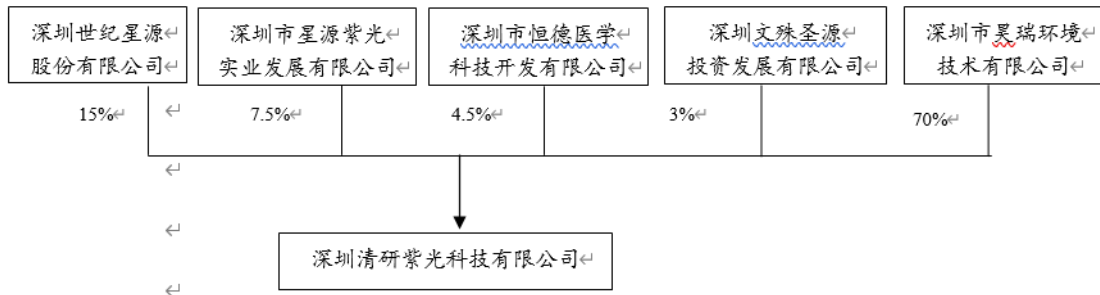 深圳世纪星源
股份有限公司
深圳市星源紫光
实业发展有限公司
深圳市恒德医学
科技开发有限公司
深圳文殊圣源
投资发展有限公司
深圳市昊瑞环境
技术有限公司
15%
7.5%
4.5%
3%
70%
深圳清研紫光科技有限公司